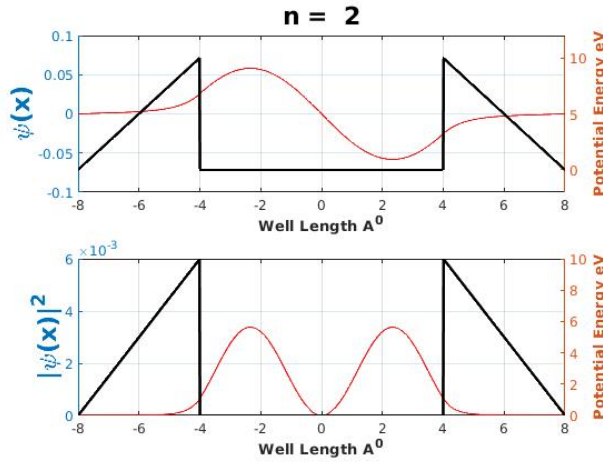 n = 2
0.1
0.05
0
-0.05
-0.1
ψ(x)
10
5
0
Potential Energy eV
-8 -6 -4 -2 0 2 4 6 8
Well Length A⁰
×10⁻³
6
4
2
0
|ψ(x)|²
10
8
6
4
2
0
Potential Energy eV
-8 -6 -4 -2 0 2 4 6 8
Well Length A⁰